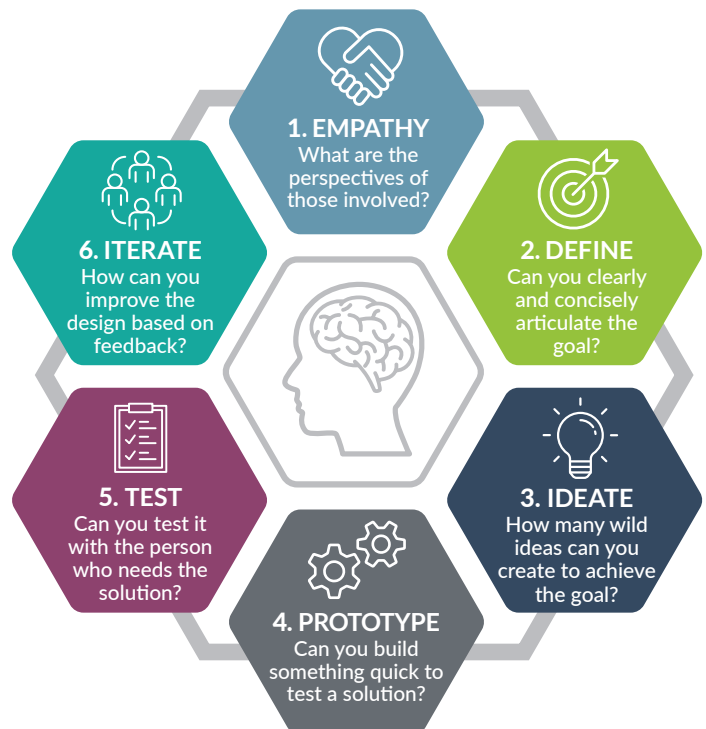 1. EMPATHY
What are the
perspectives of
those involved?
2. DEFINE
Can you clearly
and concisely
articulate the
goal?
3. IDEATE
How many wild
ideas can you
create to achieve
the goal?
4. PROTOTYPE
Can you build
something quick to
test a solution?
5. TEST
Can you test it
with the person
who needs the
solution?
6. ITERATE
How can you
improve the
design based on
feedback?